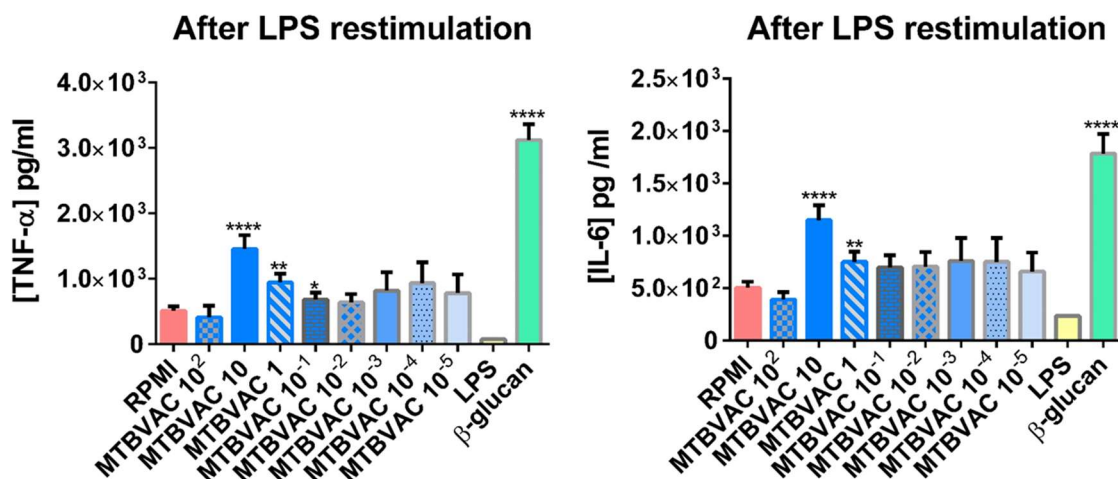 After LPS restimulation
[TNF-α] pg/ml
4.0×10³
3.0×10³
2.0×10³
1.0×10³
0
****
**
*
****
RPMI
MTBVAC 10²
MTBVAC 10
MTBVAC 1
MTBVAC 10⁻¹
MTBVAC 10⁻²
MTBVAC 10⁻³
MTBVAC 10⁻⁴
MTBVAC 10⁻⁵
LPS
β-glucan
After LPS restimulation
[IL-6] pg /ml
2.5×10³
2.0×10³
1.5×10³
1.0×10³
5.0×10²
0
****
**
****
RPMI
MTBVAC 10²
MTBVAC 10
MTBVAC 1
MTBVAC 10⁻¹
MTBVAC 10⁻²
MTBVAC 10⁻³
MTBVAC 10⁻⁴
MTBVAC 10⁻⁵
LPS
β-glucan